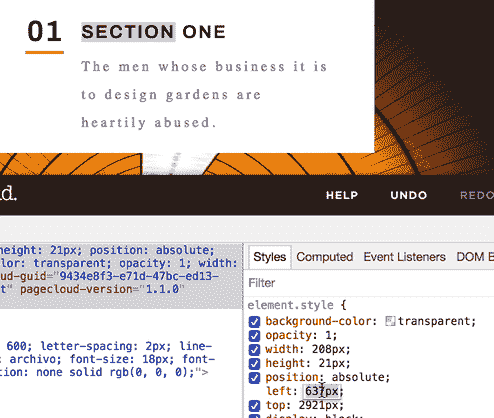 01 SECTION ONE
The men whose business it is
to design gardens are
heartily abused.
d.
HELP UNDO REDO
height: 21px; position: absolute;
olor: transparent; opacity: 1; width:
ud-guid="9434e8f3-e71d-47bc-ed13-
t" pagecloud-version="1.1.0"
600; letter-spacing: 2px; line-
: archivo; font-size: 18px; font-
tion: none solid rgb(0, 0, 0);">
Styles Computed Event Listeners DOM B
Filter
element.style {
background-color: transparent;
opacity: 1;
width: 208px;
height: 21px;
position: absolute;
left: 637px;
top: 2921px;
display: block;